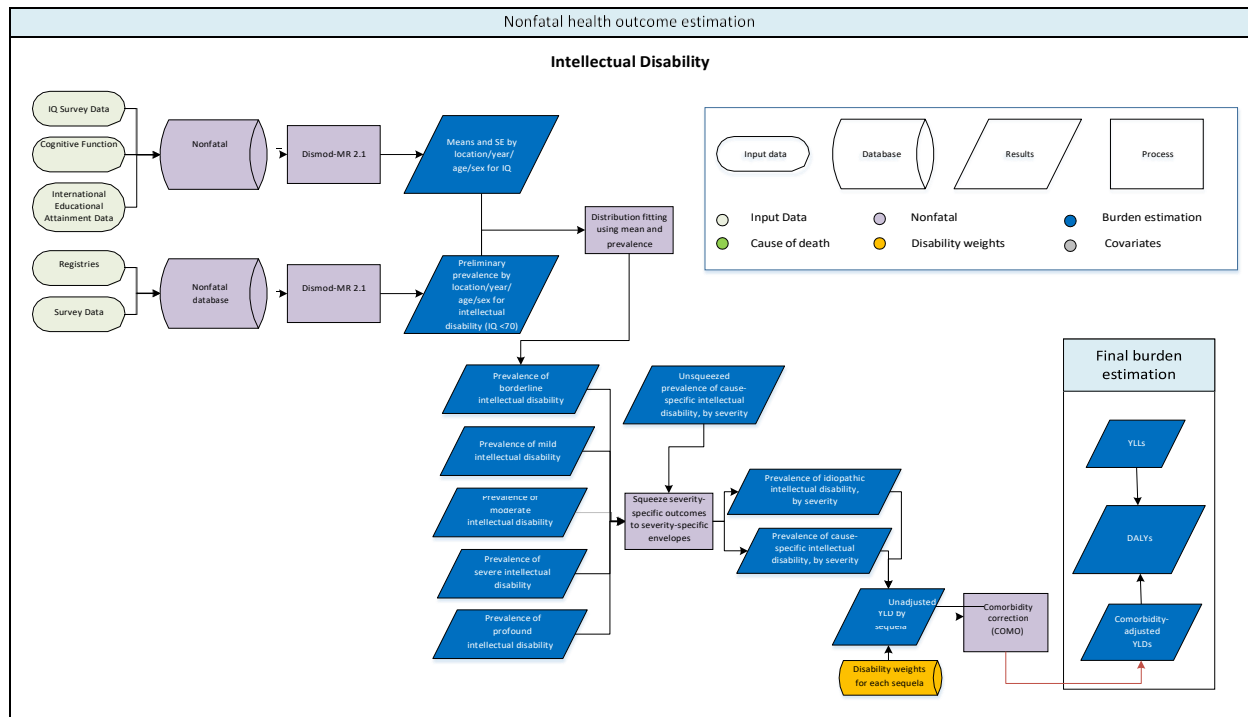 Nonfatal health outcome estimation
Intellectual Disability
IQ Survey Data
Cognitive Function
International
Educational
Attainment Data
Nonfatal
Dismod-MR 2.1
Means and SE by
location/year/
age/sex for IQ
Registries
Survey Data
Nonfatal
database
Dismod-MR 2.1
Preliminary
prevalence by
location/year/
age/sex for
intellectual
disability (IQ <70)
Distribution fitting
using mean and
prevalence
Input data
Database
Results
Process
Input Data
Nonfatal
Burden estimation
Cause of death
Disability weights
Covariates
Prevalence of
borderline
intellectual disability
Prevalence of mild
intellectual disability
Prevalence of
moderate
intellectual disability
Prevalence of
severe intellectual
disability
Prevalence of
profound
intellectual disability
Unsqueezed
prevalence of cause-
specific intellectual
disability, by severity
Squeeze severity-
specific outcomes
to severity-specific
envelopes
Prevalence of idiopathic
intellectual disability,
by severity
Prevalence of cause-
specific intellectual
disability, by severity
Unadjusted
YLD by
sequela
Disability weights
for each sequela
Comorbidity
correction
(COMO)
Final burden
estimation
YLLs
DALYs
Comorbidity-
adjusted
YLDs